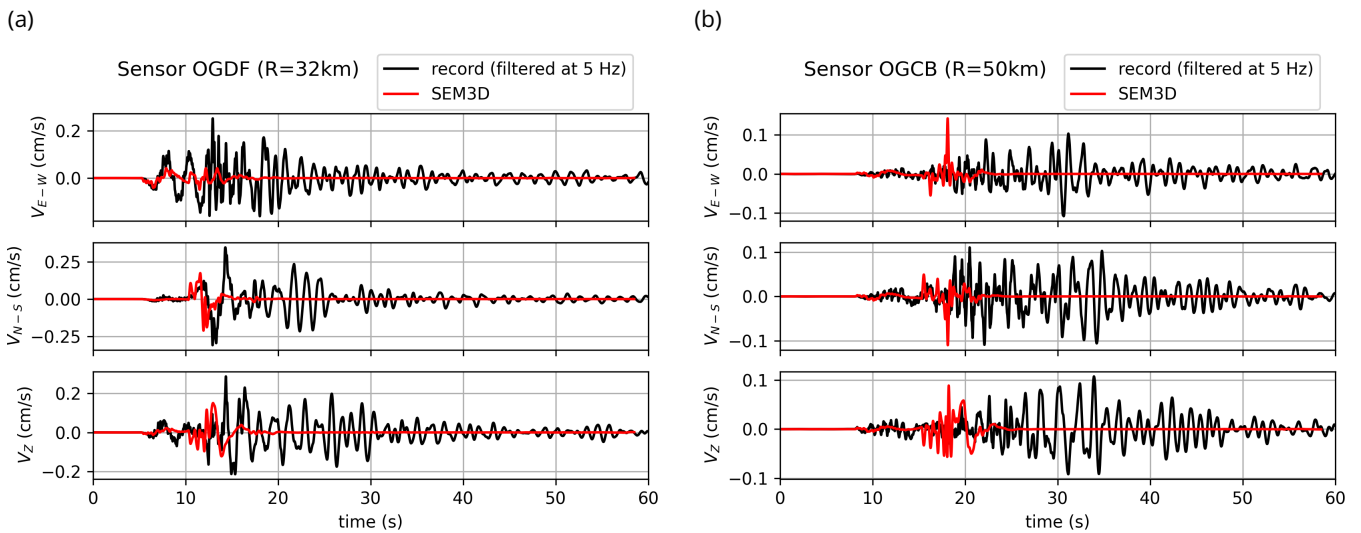 (a)
Sensor OGDF (R=32km)
record (filtered at 5 Hz)
SEM3D
V_{E-W} (cm/s)
0.2
0.0
V_{N-S} (cm/s)
0.25
0.00
−0.25
V_Z (cm/s)
0.2
0.0
−0.2
0 10 20 30 40 50 60
time (s)
(b)
Sensor OGCB (R=50km)
record (filtered at 5 Hz)
SEM3D
V_{E-W} (cm/s)
0.1
0.0
−0.1
V_{N-S} (cm/s)
0.1
0.0
−0.1
V_Z (cm/s)
0.1
0.0
−0.1
0 10 20 30 40 50 60
time (s)